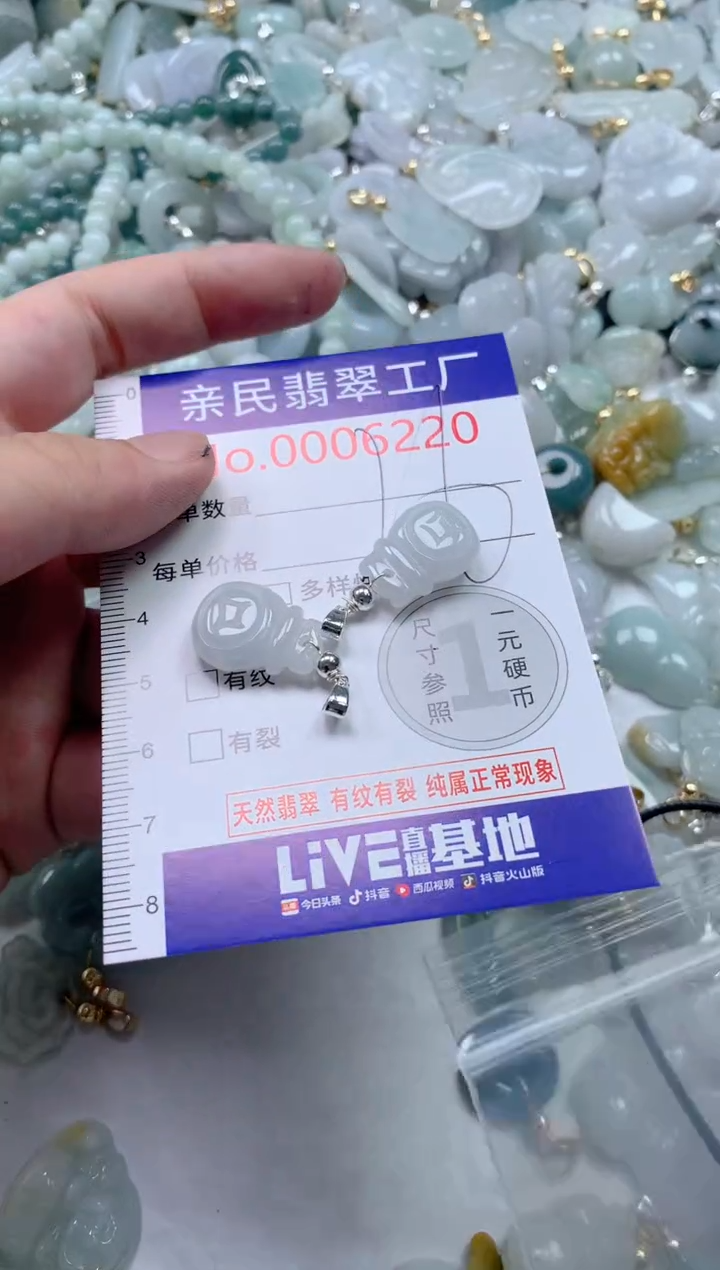 0
亲民翡翠工厂
No.0006220
单数量
3
每单价格
4
多样
尺寸参照
1
一元硬币
5
有纹
6
有裂
7
天然翡翠 有纹有裂 纯属正常现象
LiVE直播基地
8
今日头条 抖音 西瓜视频 抖音火山版